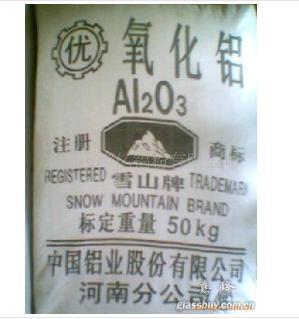 优 氧化铝
Al2O3
注册 商标
REGISTERED 雪山牌 TRADEMARK
SNOW MOUNTAIN BRAND
标定重量 50kg
中国铝业股份有限公司
河南分公司
glassbuy.com